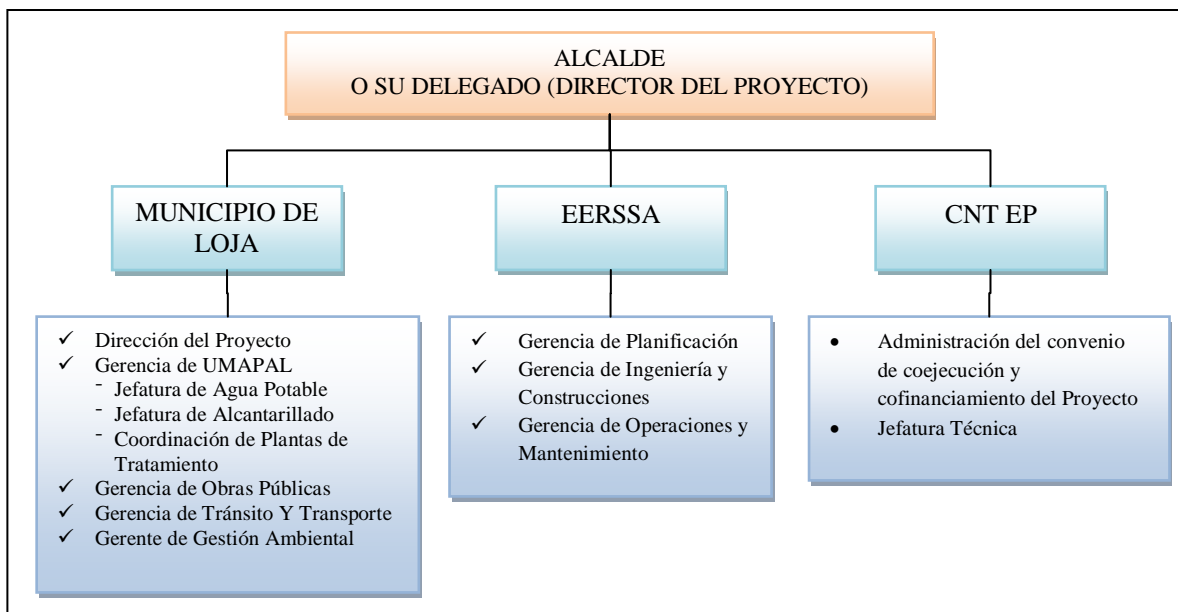 ALCALDE
O SU DELEGADO (DIRECTOR DEL PROYECTO)
MUNICIPIO DE
LOJA
✓ Dirección del Proyecto
✓ Gerencia de UMAPAL
- Jefatura de Agua Potable
- Jefatura de Alcantarillado
- Coordinación de Plantas de
Tratamiento
✓ Gerencia de Obras Públicas
✓ Gerencia de Tránsito Y Transporte
✓ Gerente de Gestión Ambiental
EERSSA
✓ Gerencia de Planificación
✓ Gerencia de Ingeniería y
Construcciones
✓ Gerencia de Operaciones y
Mantenimiento
CNT EP
• Administración del convenio
de coejecución y
cofinanciamiento del Proyecto
• Jefatura Técnica